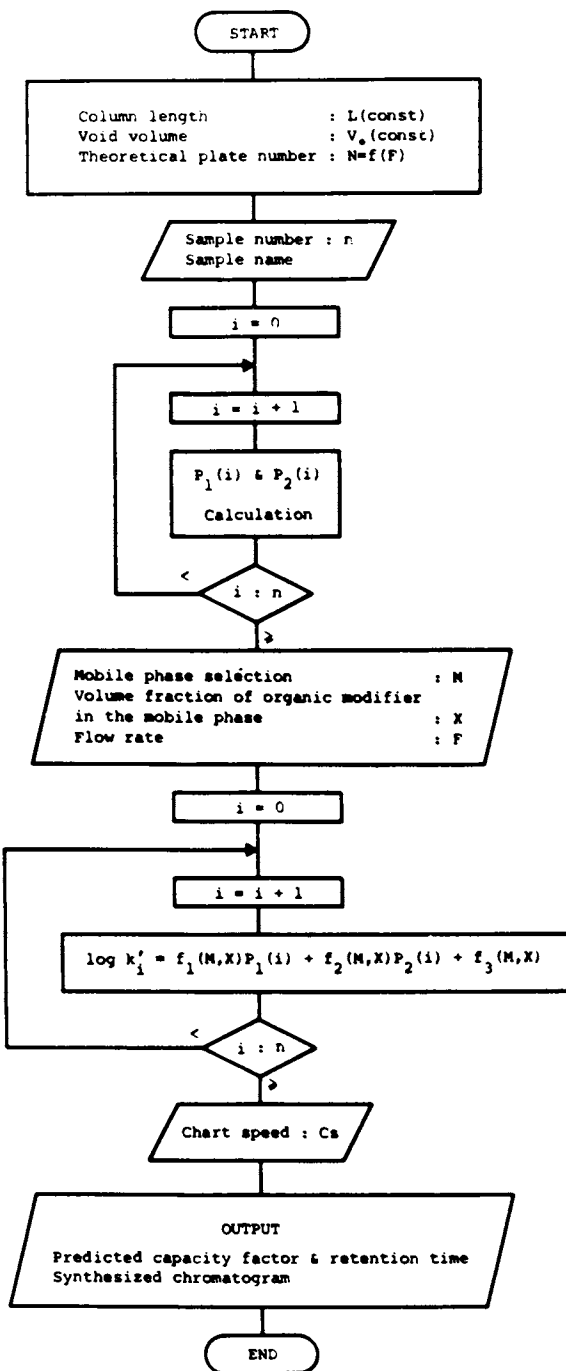 START
Column length : L(const)
Void volume : V₀(const)
Theoretical plate number : N=f(F)
Sample number : n
Sample name
i = 0
i = i + 1
P₁(i) & P₂(i)
Calculation
<
i : n
≥
Mobile phase selection : M
Volume fraction of organic modifier
in the mobile phase : X
Flow rate : F
i = 0
i = i + 1
log k′ᵢ = f₁(M,X)P₁(i) + f₂(M,X)P₂(i) + f₃(M,X)
<
i : n
≥
Chart speed : Cs
OUTPUT
Predicted capacity factor & retention time
Synthesized chromatogram
END